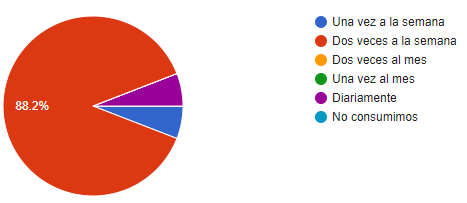 Una vez a la semana
Dos veces a la semana
Dos veces al mes
Una vez al mes
Diariamente
No consumimos
88.2%